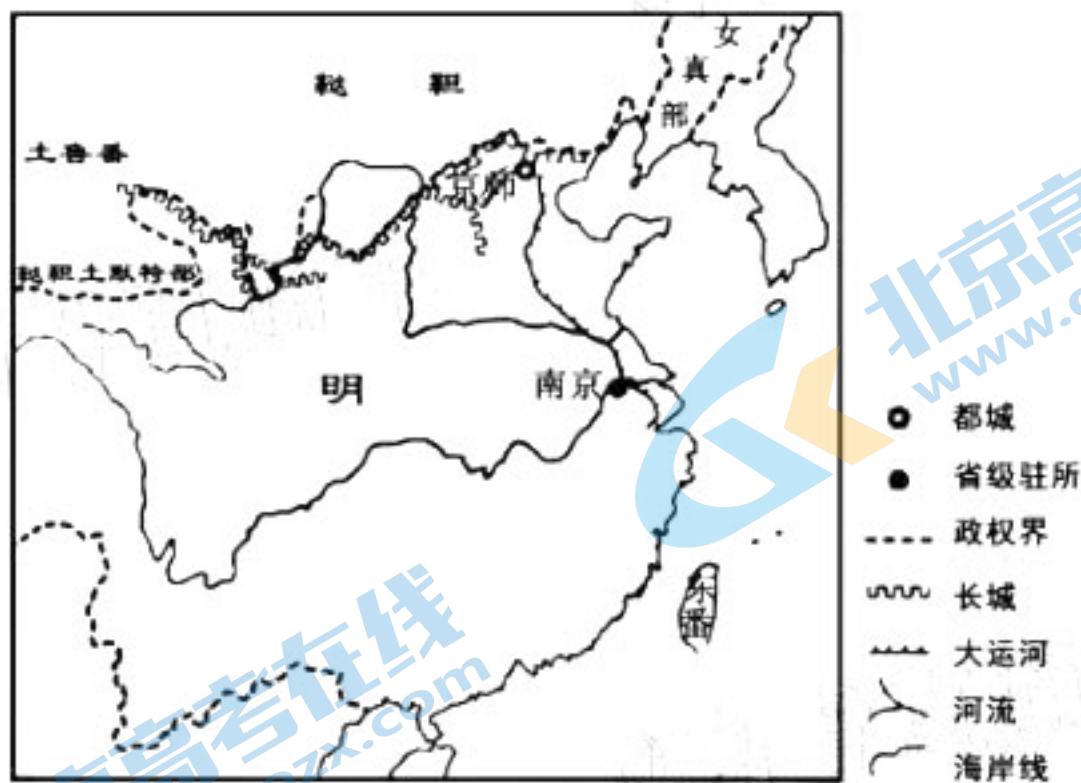 女
真
部
鞑 靼
土鲁番
京师
鞑靼土默特部
明
南京
东
番
都城
省级驻所
政权界
长城
大运河
河流
海岸线
北京高
www.g
高考在线
zx.com